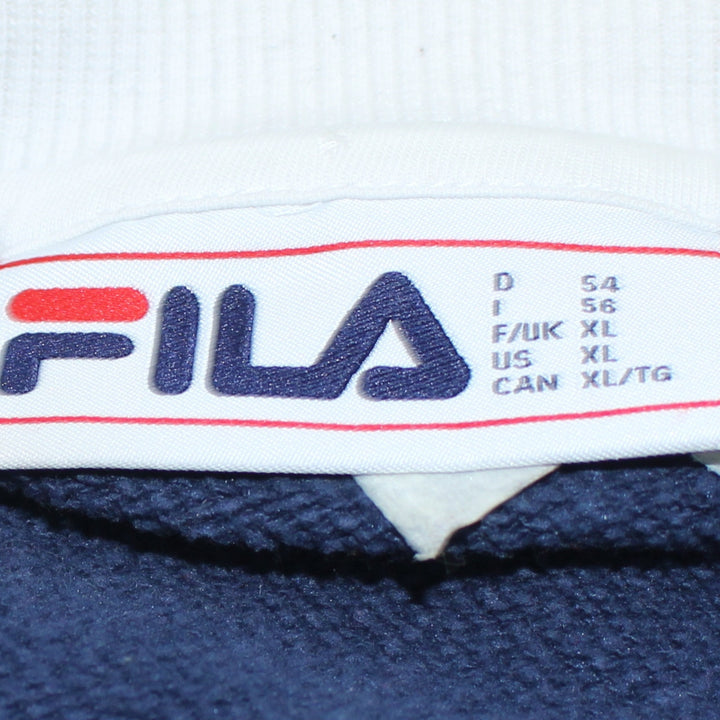 FILA
D 54
I 56
F/UK XL
US XL
CAN XL/TG